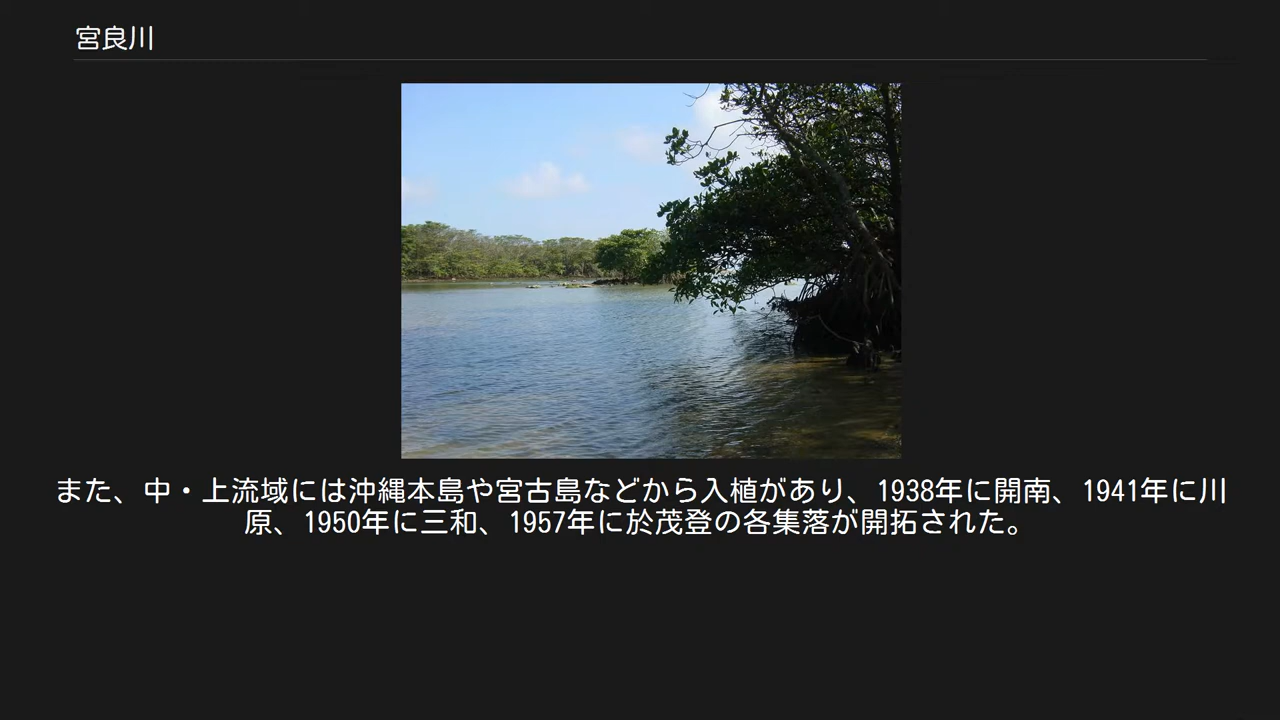 宮良川
また、中・上流域には沖縄本島や宮古島などから入植があり、1938年に開南、1941年に川
原、1950年に三和、1957年に於茂登の各集落が開拓された。